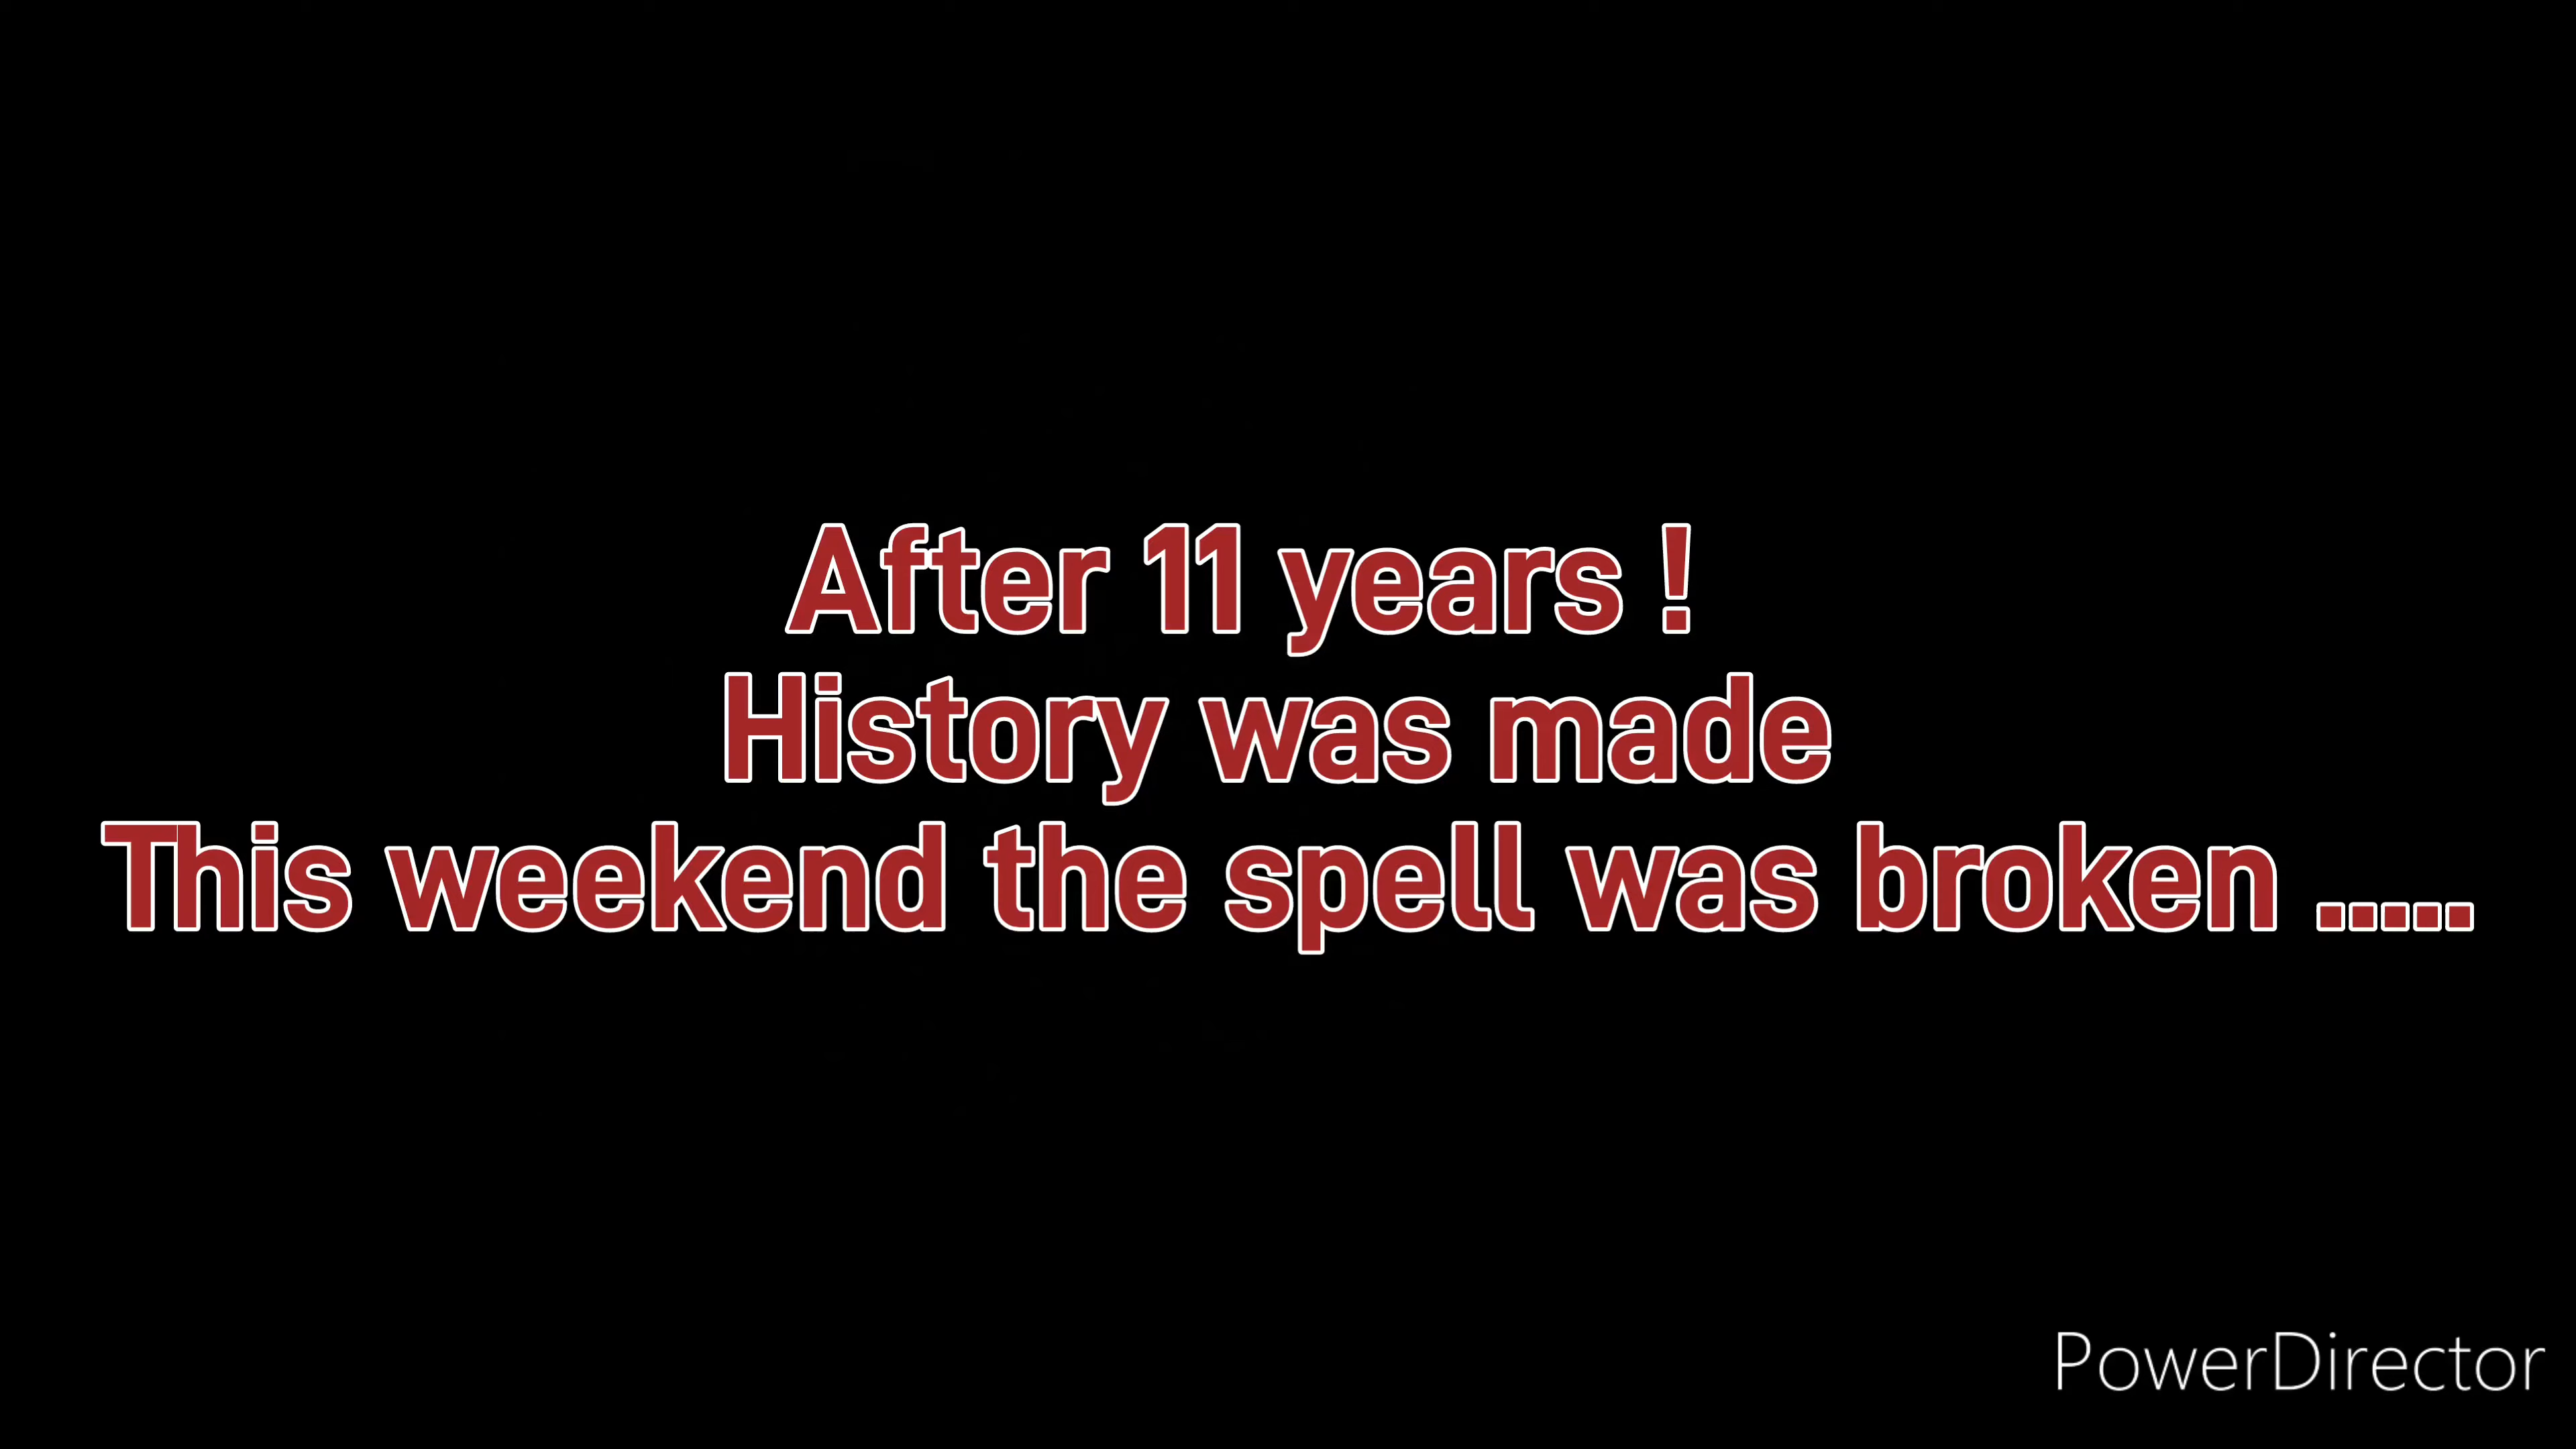 After 11 years !
History was made
This weekend the spell was broken .....
PowerDirector